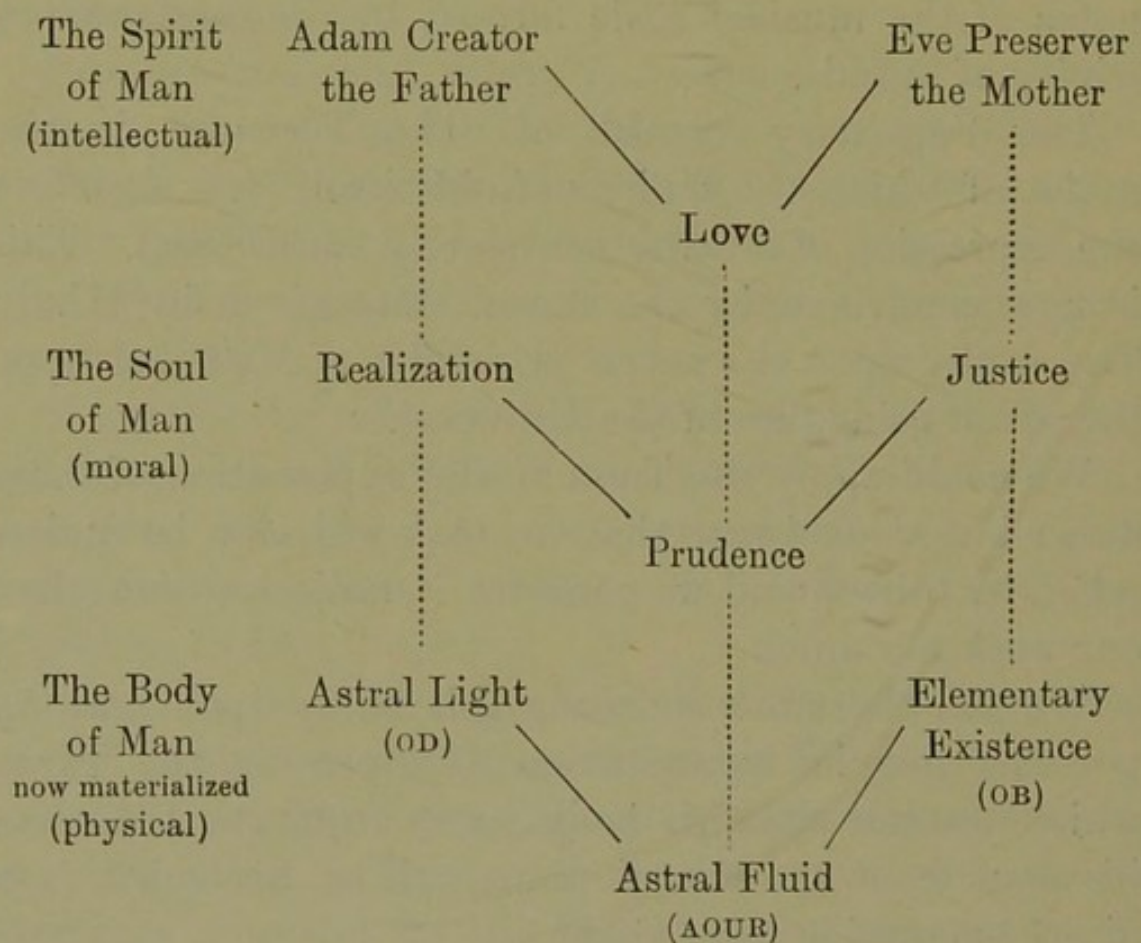 The Spirit
of Man
(intellectual)
Adam Creator
the Father
Eve Preserver
the Mother
Love
The Soul
of Man
(moral)
Realization
Justice
Prudence
The Body
of Man
now materialized
(physical)
Astral Light
(OD)
Elementary
Existence
(OB)
Astral Fluid
(AOUR)